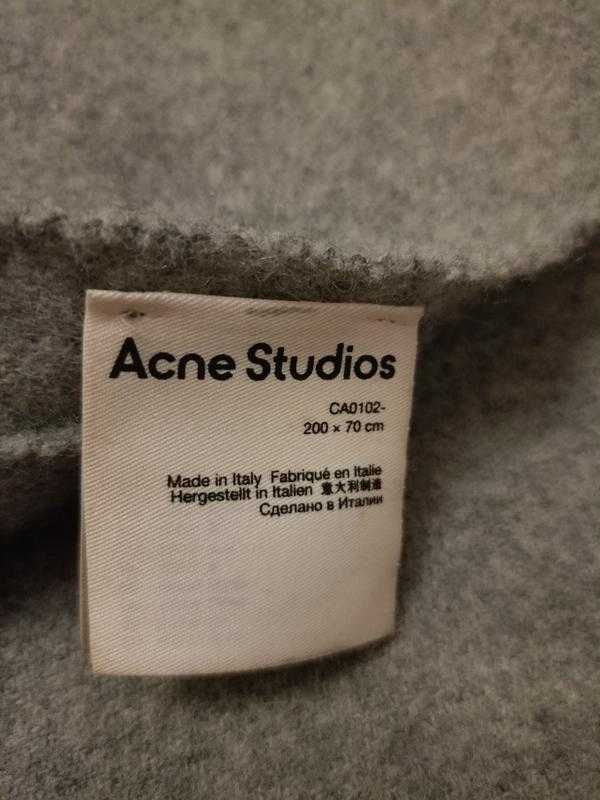 Acne Studios
CA0102-
200 × 70 cm
Made in Italy Fabriqué en Italie
Hergestellt in Italien 意大利制造
Сделано в Италии